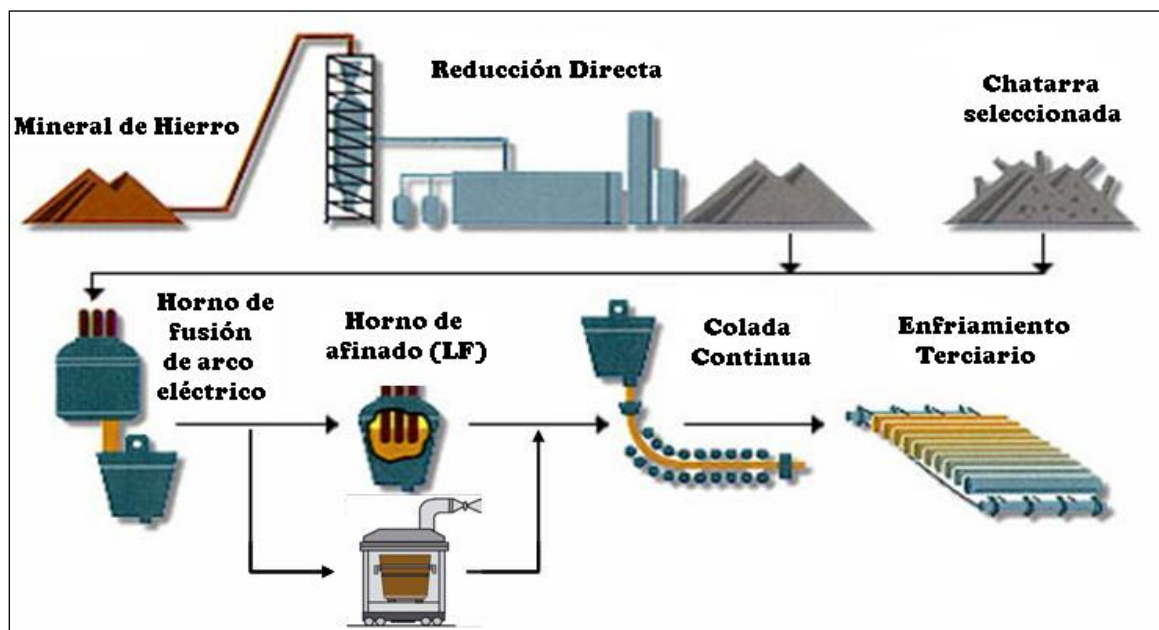 Mineral de Hierro
Reducción Directa
Chatarra
seleccionada
Horno de
fusión
de arco
eléctrico
Horno de
afinado (LF)
Colada
Continua
Enfriamiento
Terciario